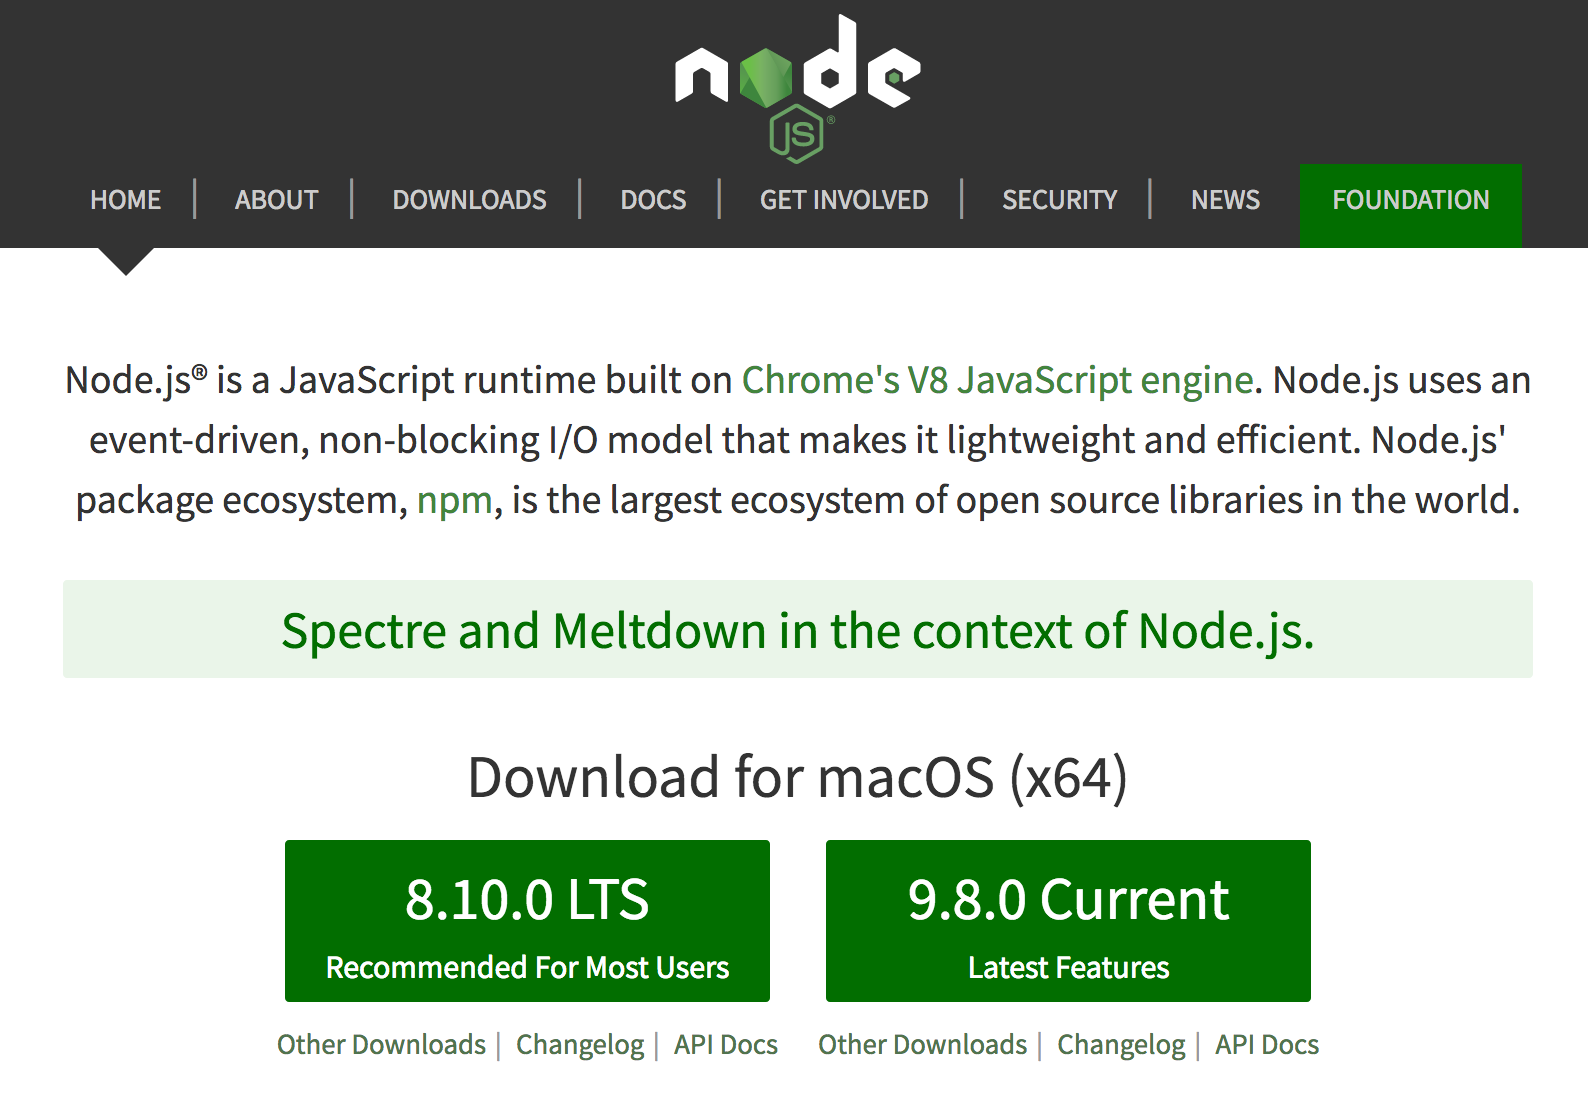 node
JS®
HOME | ABOUT | DOWNLOADS | DOCS | GET INVOLVED | SECURITY | NEWS FOUNDATION
Node.js® is a JavaScript runtime built on Chrome's V8 JavaScript engine. Node.js uses an
event-driven, non-blocking I/O model that makes it lightweight and efficient. Node.js'
package ecosystem, npm, is the largest ecosystem of open source libraries in the world.
Spectre and Meltdown in the context of Node.js.
Download for macOS (x64)
8.10.0 LTS
Recommended For Most Users
9.8.0 Current
Latest Features
Other Downloads | Changelog | API Docs
Other Downloads | Changelog | API Docs